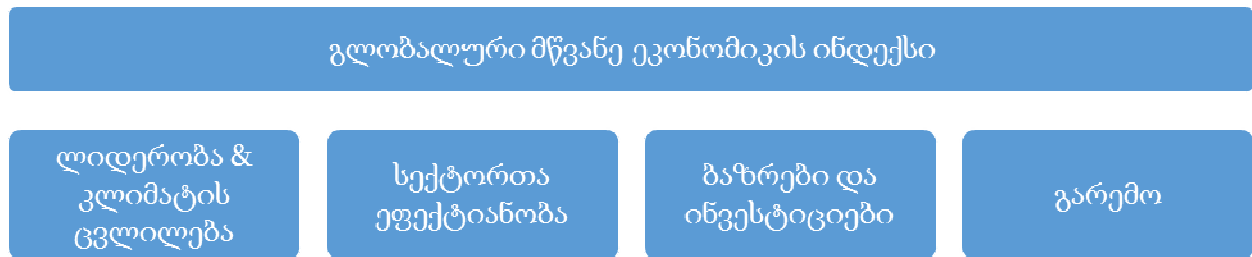 გლობალური მწვანე ეკონომიკის ინდექსი
ლიდერობა &
კლიმატის
ცვლილება
სექტორთა
ეფექტიანობა
ბაზრები და
ინვესტიციები
გარემო